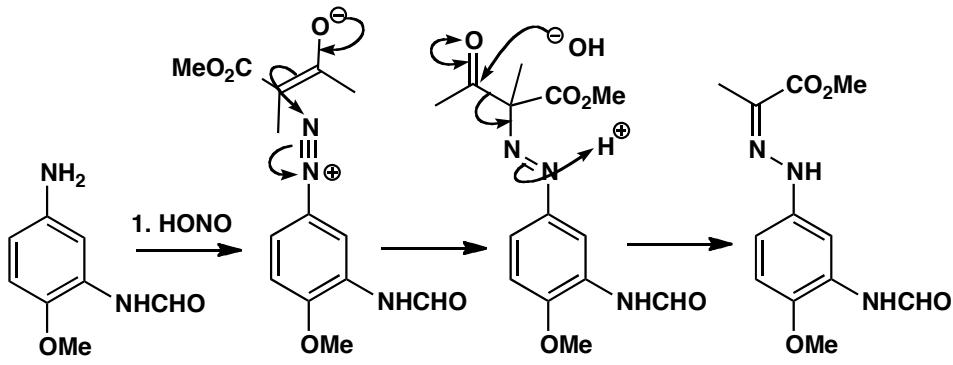 NH₂
NHCHO
OMe
1. HONO
O⊖
MeO₂C
N
N⊕
NHCHO
OMe
O
⊖OH
CO₂Me
N
N
H⊕
NHCHO
OMe
CO₂Me
N
NH
NHCHO
OMe